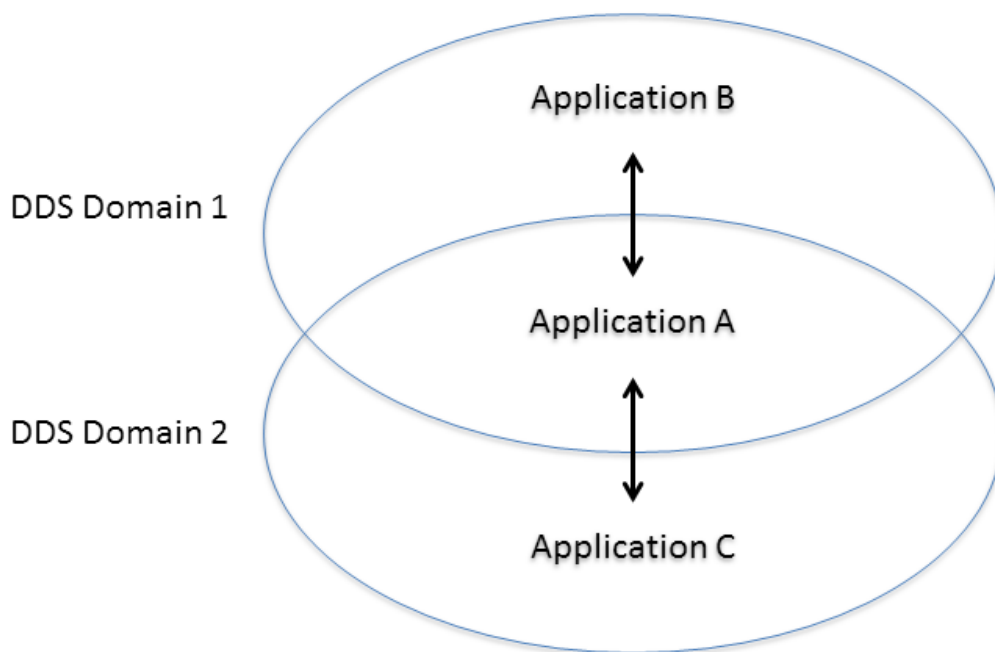 Application B
DDS Domain 1
Application A
DDS Domain 2
Application C